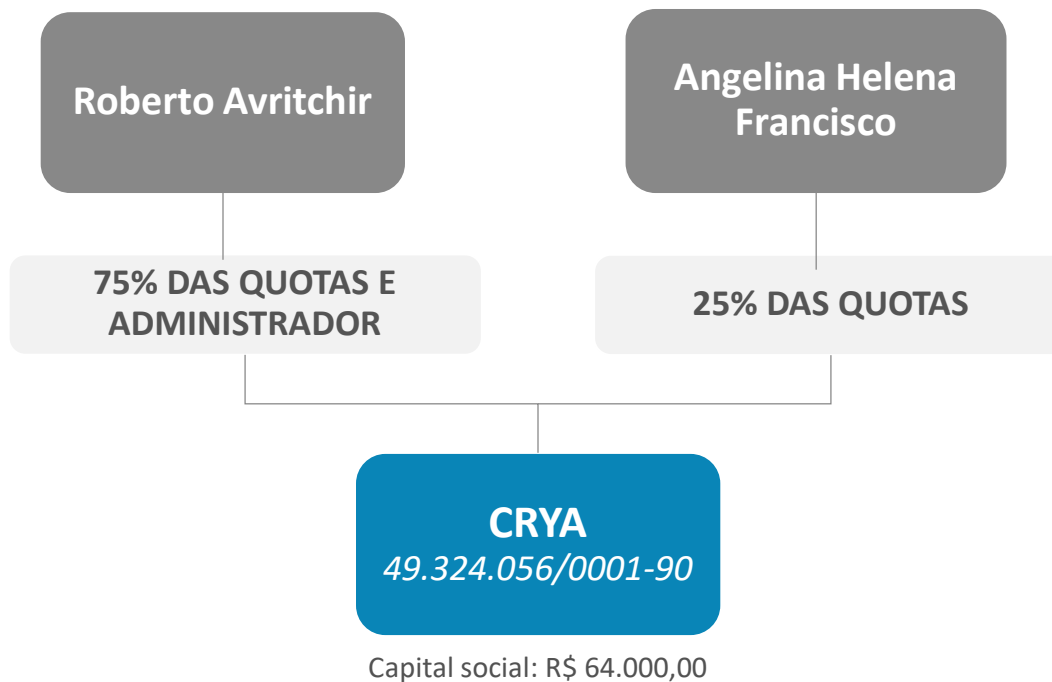 Roberto Avritchir
Angelina Helena
Francisco
75% DAS QUOTAS E
ADMINISTRADOR
25% DAS QUOTAS
CRYA
49.324.056/0001-90
Capital social: R$ 64.000,00